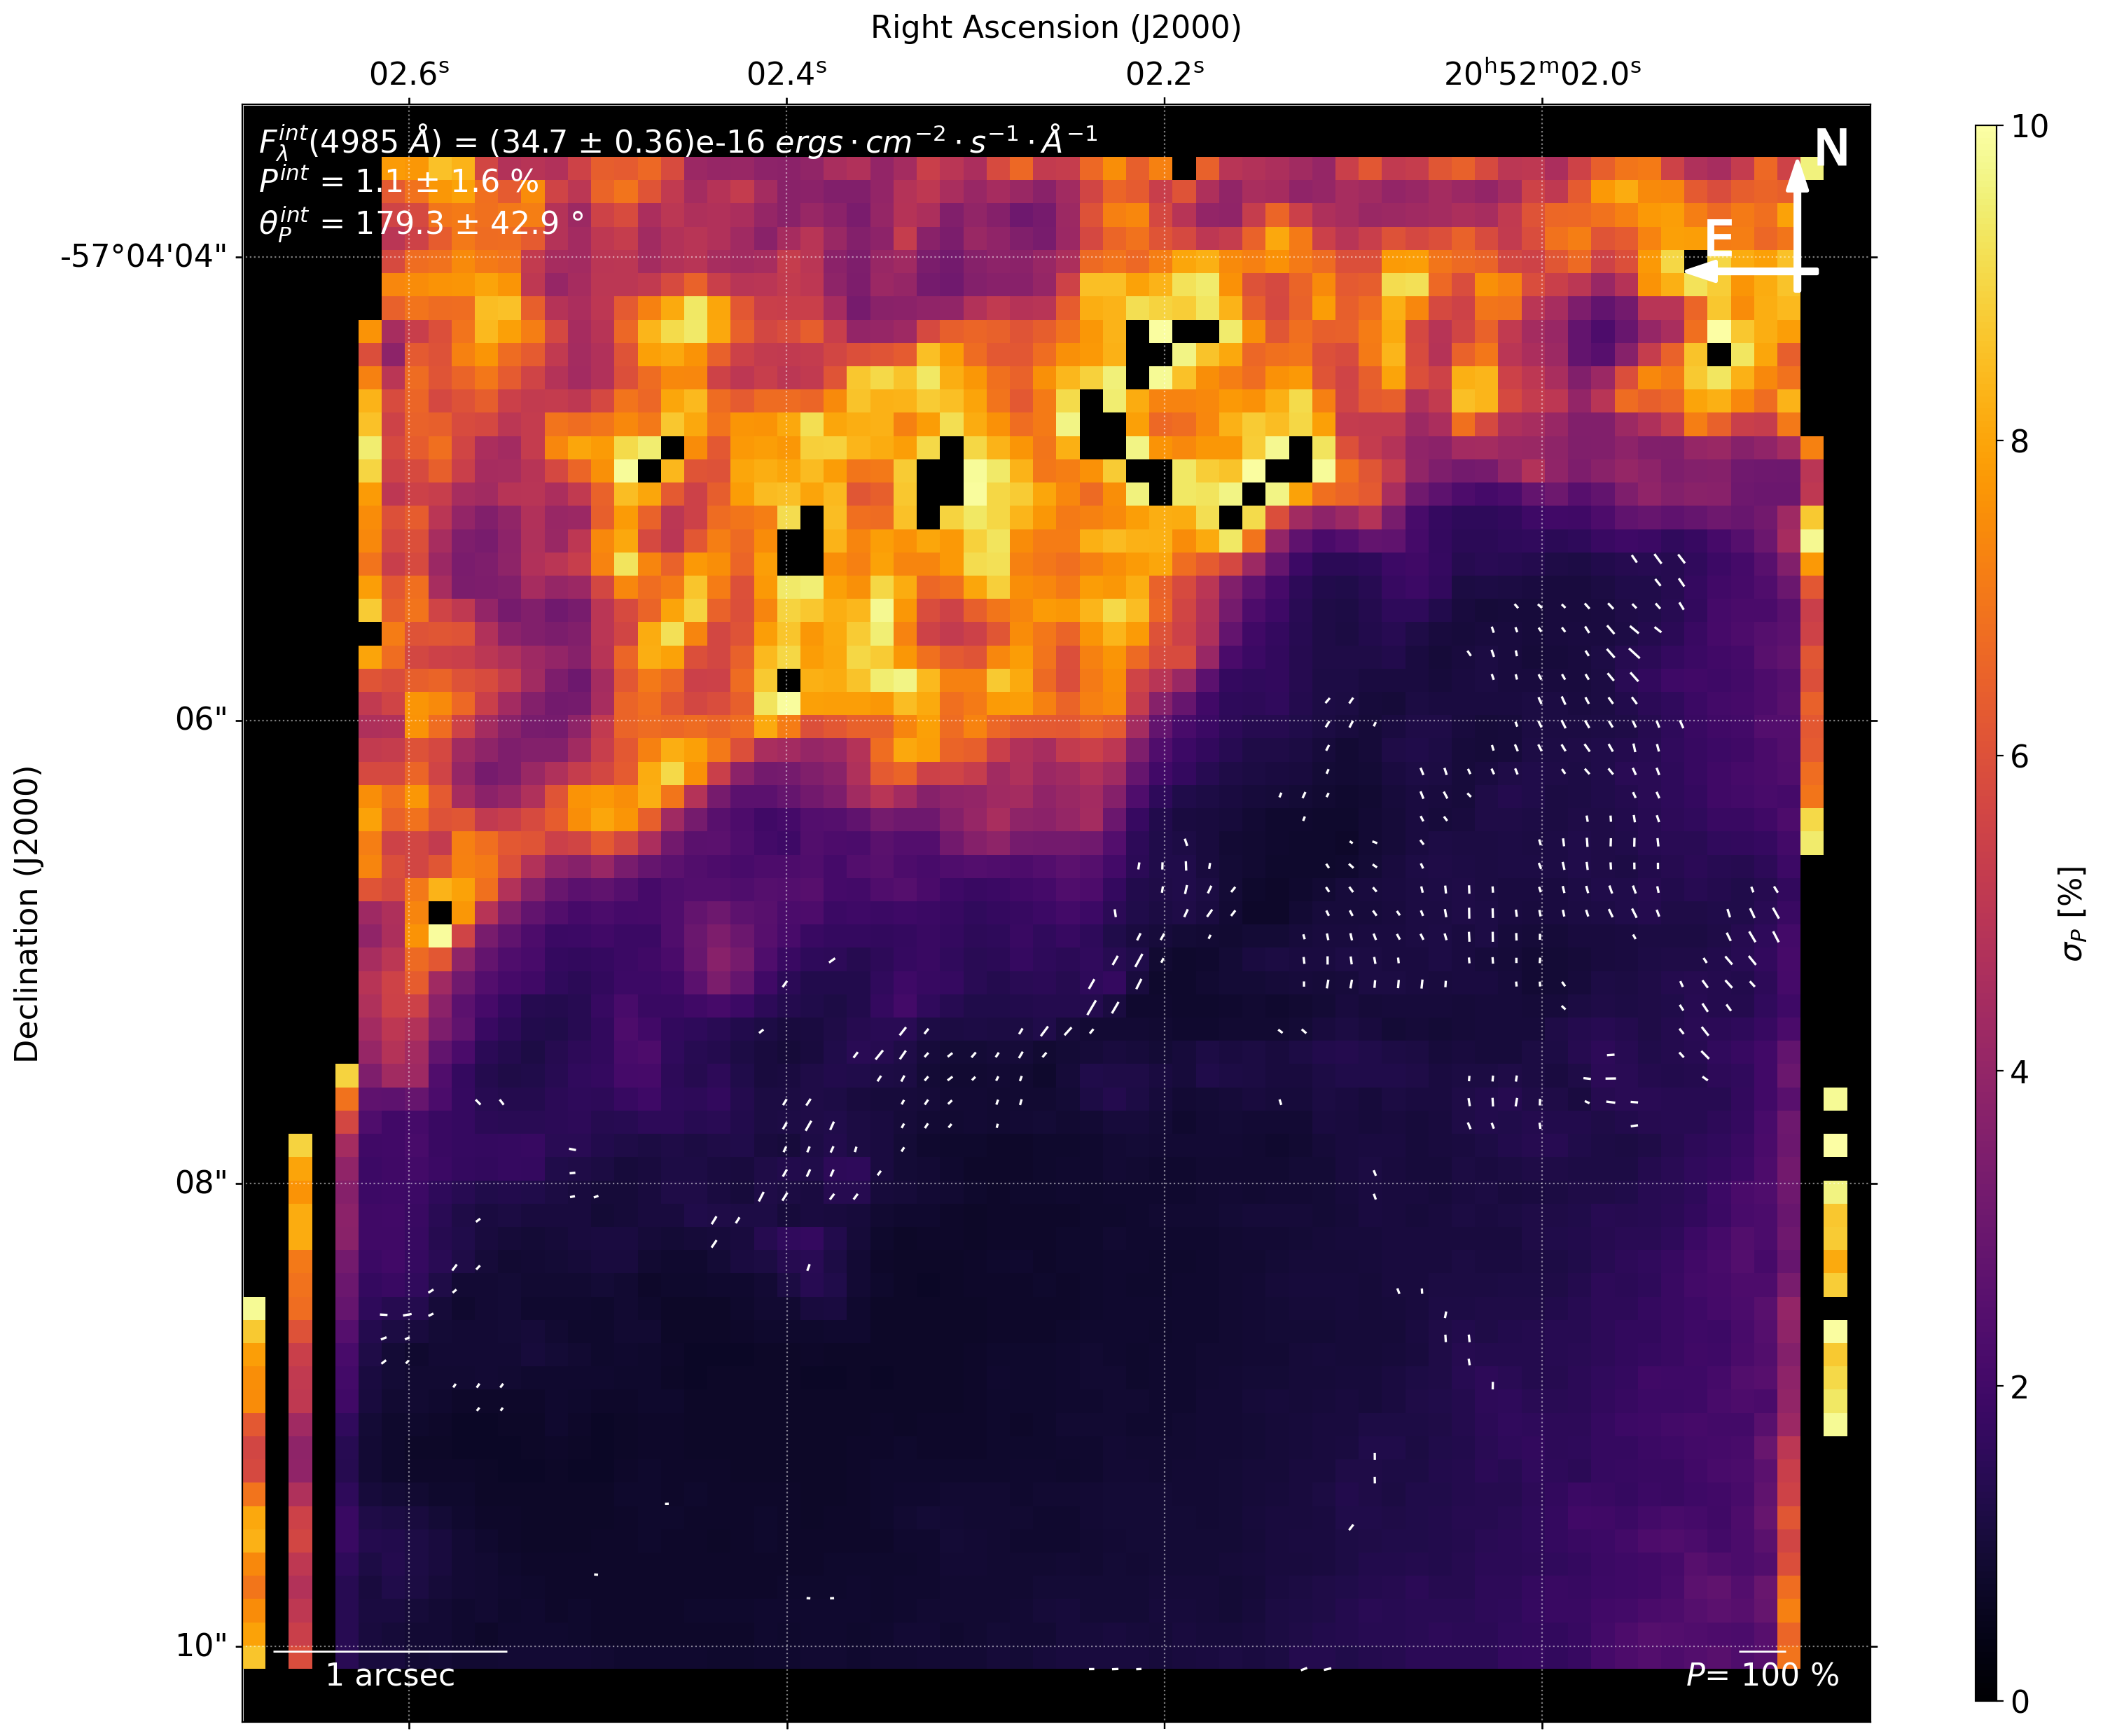 Right Ascension (J2000)
02.6ˢ 02.4ˢ 02.2ˢ 20ʰ52ᵐ02.0ˢ
F_λ^int(4985 Å) = (34.7 ± 0.36)e-16 ergs · cm⁻² · s⁻¹ · Å⁻¹
P^int = 1.1 ± 1.6 %
θ_P^int = 179.3 ± 42.9 °
N
E
-57°04'04"
06"
08"
10"
Declination (J2000)
1 arcsec
P= 100 %
10
8
6
4
2
0
σ_P [%]